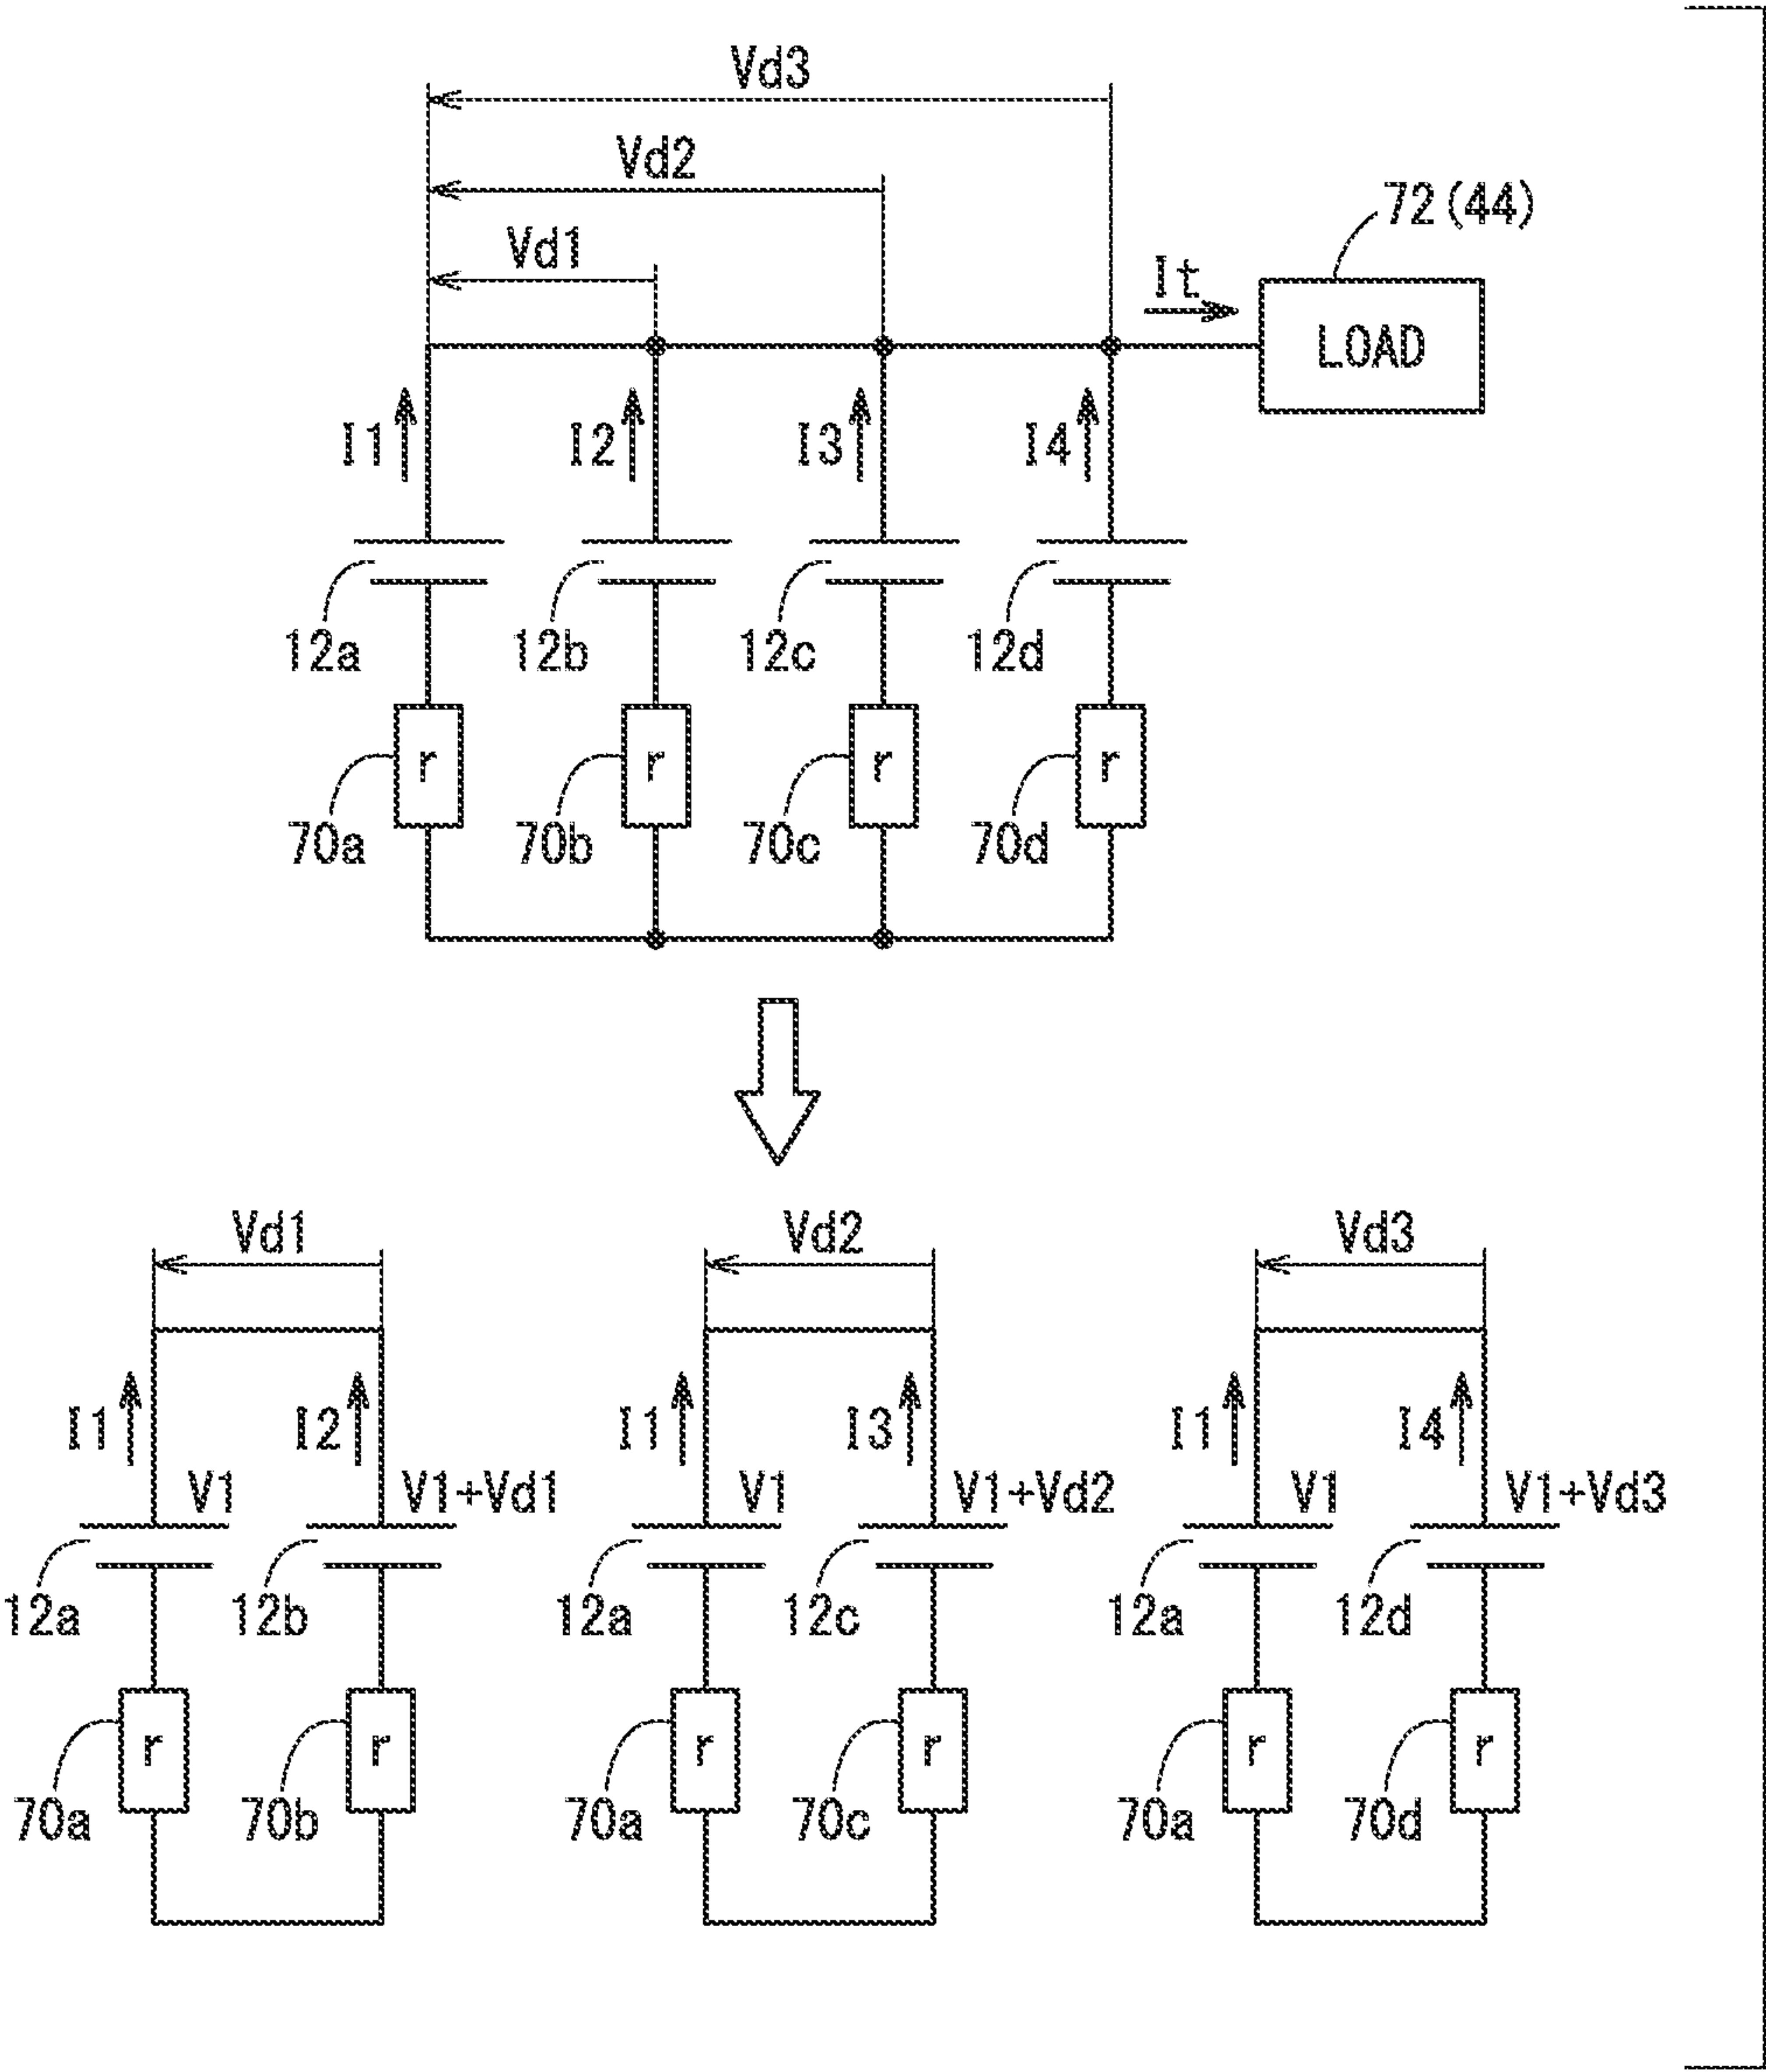 Vd3
Vd2
72(44)
Vd1
It
LOAD
I1 I2 I3 I4
12a 12b 12c 12d
r r r r
70a 70b 70c 70d
Vd1 Vd2 Vd3
I1 I2 I1 I3 I1 I4
V1 V1+Vd1 V1 V1+Vd2 V1 V1+Vd3
12a 12b 12a 12c 12a 12d
r r r r r r
70a 70b 70a 70c 70a 70d